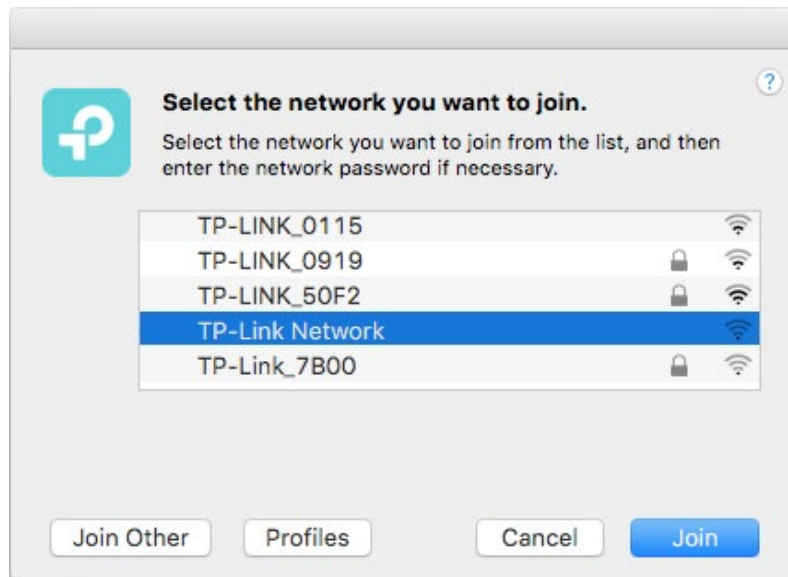 ?
Select the network you want to join.
Select the network you want to join from the list, and then
enter the network password if necessary.
TP-LINK_0115
TP-LINK_0919
TP-LINK_50F2
TP-Link Network
TP-Link_7B00
Join Other
Profiles
Cancel
Join